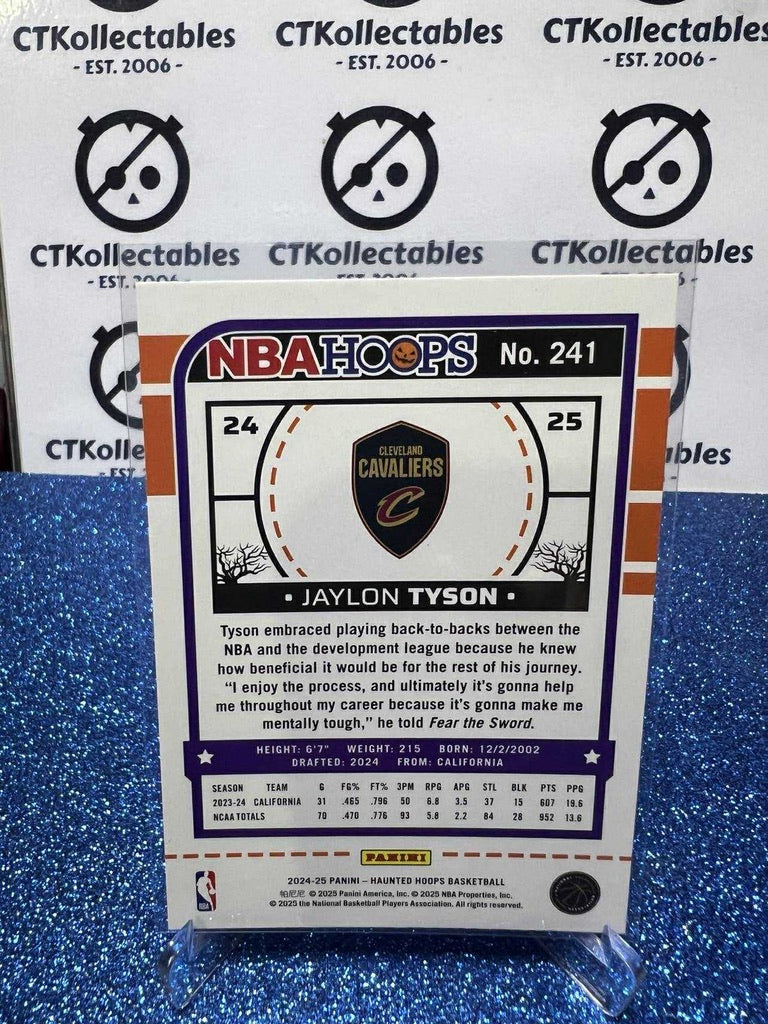 CTKollectables CTKollectables CTKollectables
- EST. 2006 - - EST. 2006 - - EST. 2006 -
CTKollectables CTKollectables CTKollectables
- EST. 2006 - EST. 2006
NBA HOOPS No. 241
24 25
CLEVELAND
CAVALIERS
C
• JAYLON TYSON •
Tyson embraced playing back-to-backs between the
NBA and the development league because he knew
how beneficial it would be for the rest of his journey.
“I enjoy the process, and ultimately it’s gonna help
me throughout my career because it’s gonna make me
mentally tough,” he told Fear the Sword.
HEIGHT: 6'7" WEIGHT: 215 BORN: 12/2/2002
DRAFTED: 2024 FROM: CALIFORNIA
SEASON TEAM G FG% FT% 3PM RPG APG STL BLK PTS PPG
2023-24 CALIFORNIA 31 .465 .796 50 6.8 3.5 37 15 607 19.6
NCAA TOTALS 70 .470 .776 93 5.8 2.2 84 28 952 13.6
PANINI
2024-25 PANINI – HAUNTED HOOPS BASKETBALL
帕尼尼 © 2025 Panini America, Inc. © 2025 NBA Properties, Inc.
© 2025 the National Basketball Players Association. All rights reserved.
NBA